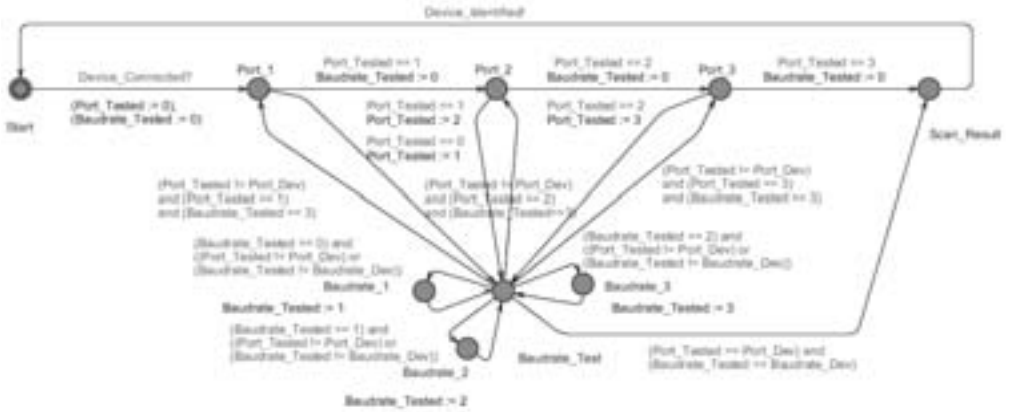 Device_Identified!
Device_Connected?
(Port_Tested := 0),
(Baudrate_Tested := 0)
Start
Port_1
Port_Tested == 1
Baudrate_Tested := 0
Port_2
Port_Tested == 2
Baudrate_Tested := 0
Port_3
Port_Tested == 3
Baudrate_Tested := 0
Scan_Result
(Port_Tested == 1
Port_Tested := 2
(Port_Tested == 2
Port_Tested := 3
(Port_Tested == 0
Port_Tested := 1
(Port_Tested != Port_Dev)
and (Port_Tested == 1)
and (Baudrate_Tested == 3)
(Port_Tested != Port_Dev)
and (Port_Tested == 2)
and (Baudrate_Tested==
(Port_Tested != Port_Dev)
and (Port_Tested == 3)
and (Baudrate_Tested == 3)
(Baudrate_Tested == 0) and
((Port_Tested != Port_Dev) or
(Baudrate_Tested != Baudrate_Dev))
Baudrate_1
Baudrate_Tested := 1
(Baudrate_Tested == 2) and
((Port_Tested != Port_Dev) or
(Baudrate_Tested != Baudrate_Dev))
Baudrate_3
Baudrate_Tested := 3
(Baudrate_Tested == 1) and
((Port_Tested != Port_Dev) or
(Baudrate_Tested != Baudrate_Dev))
Baudrate_2
Baudrate_Tested := 2
Baudrate_Test
(Port_Tested == Port_Dev) and
(Baudrate_Tested == Baudrate_Dev)